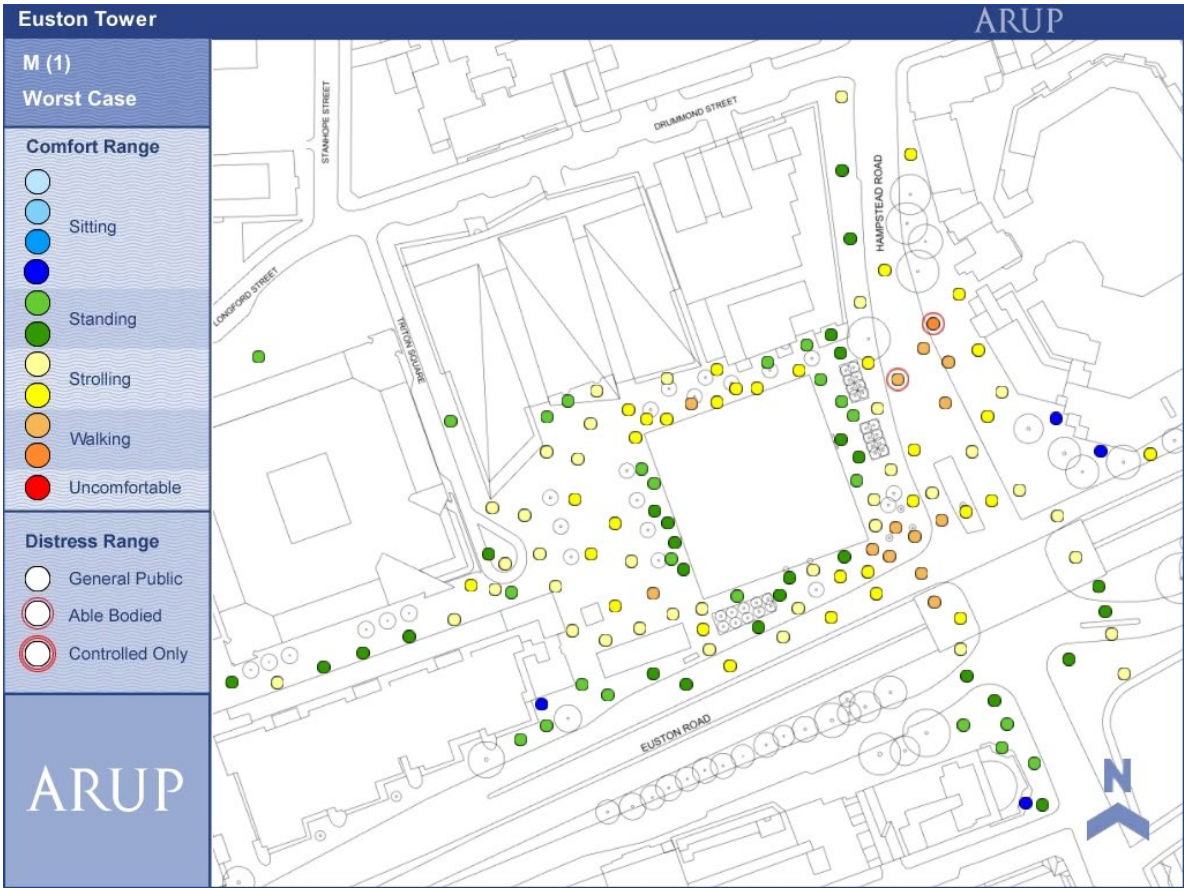 Euston Tower
ARUP
M (1)
Worst Case
Comfort Range
Sitting
Standing
Strolling
Walking
Uncomfortable
Distress Range
General Public
Able Bodied
Controlled Only
ARUP
STANHOPE STREET
DRUMMOND STREET
HAMPSTEAD ROAD
LONGFORD STREET
TRITON SQUARE
EUSTON ROAD
N